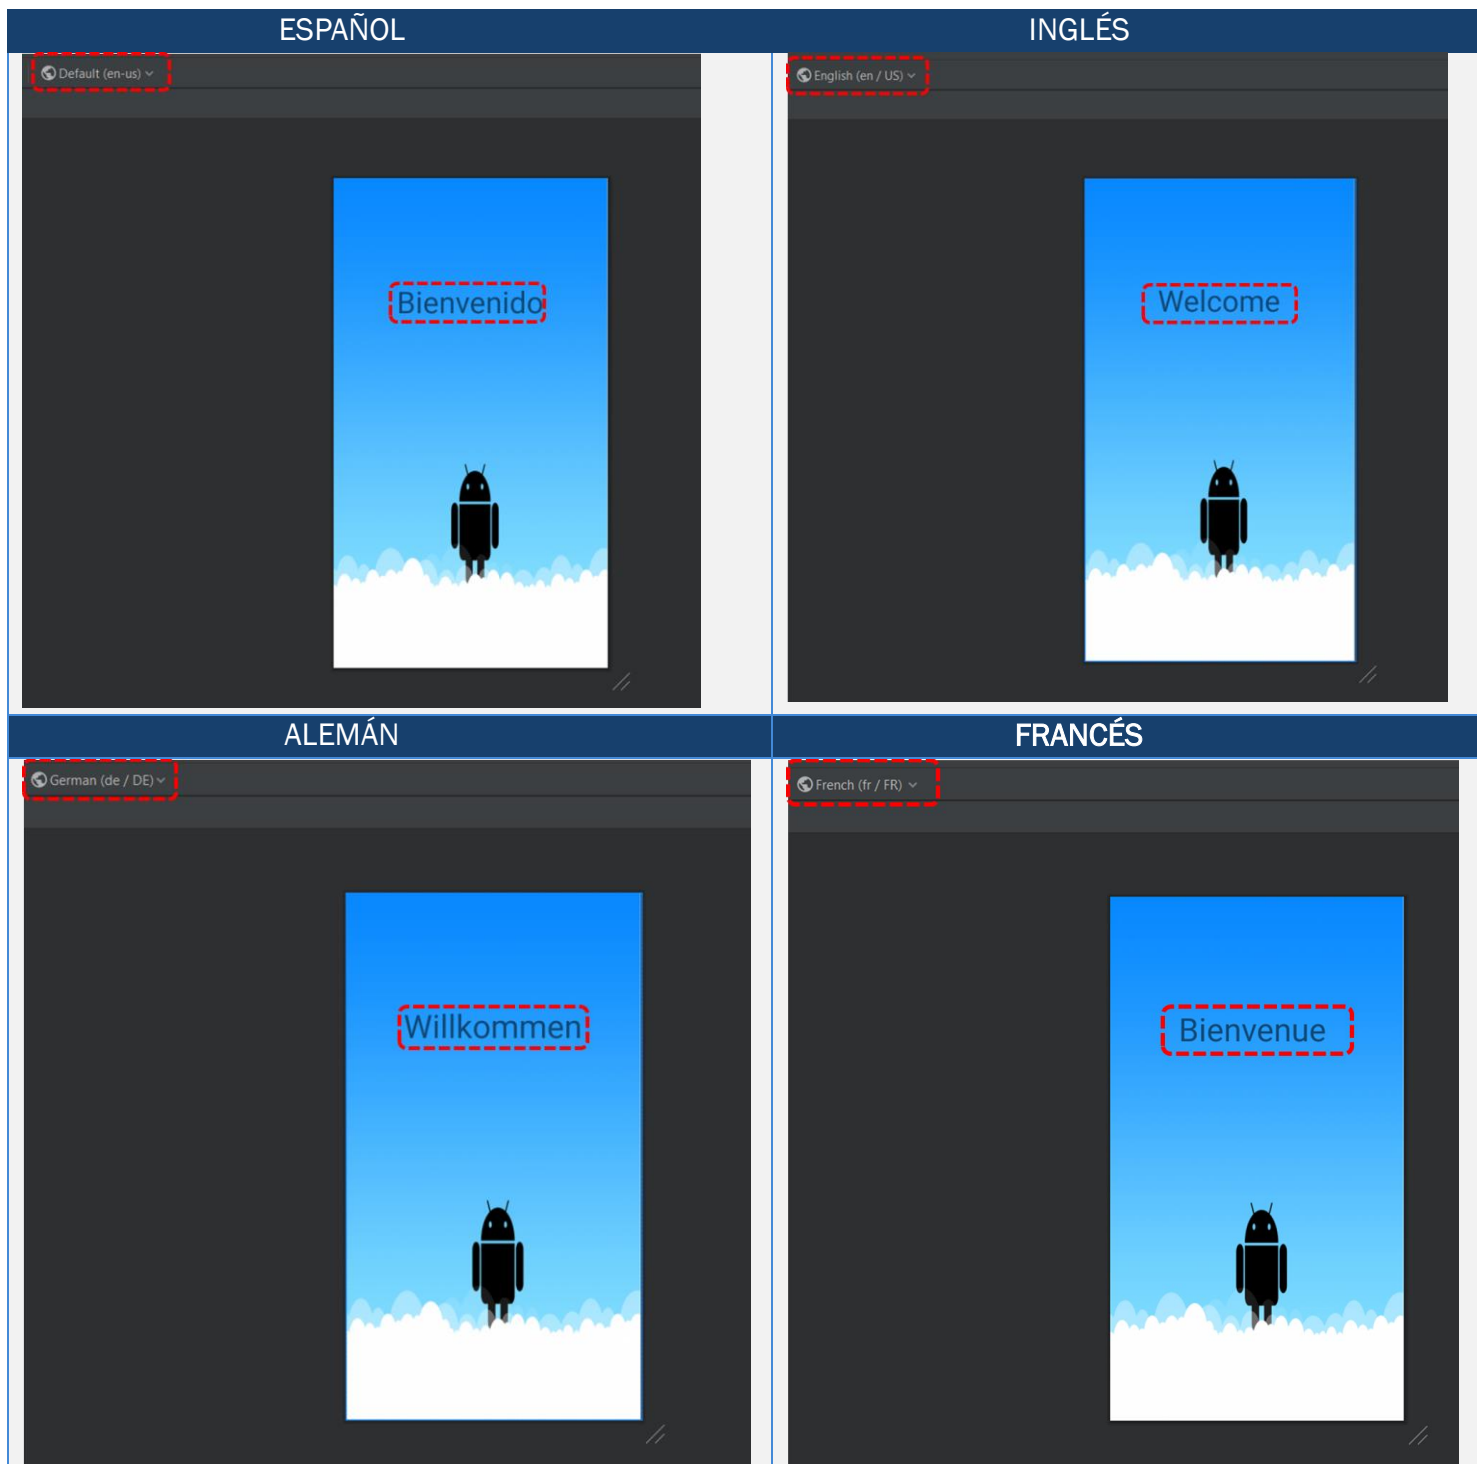 ESPAÑOL
INGLÉS
Default (en-us)
English (en / US)
Bienvenido
Welcome
ALEMÁN
FRANCÉS
German (de / DE)
French (fr / FR)
Willkommen
Bienvenue